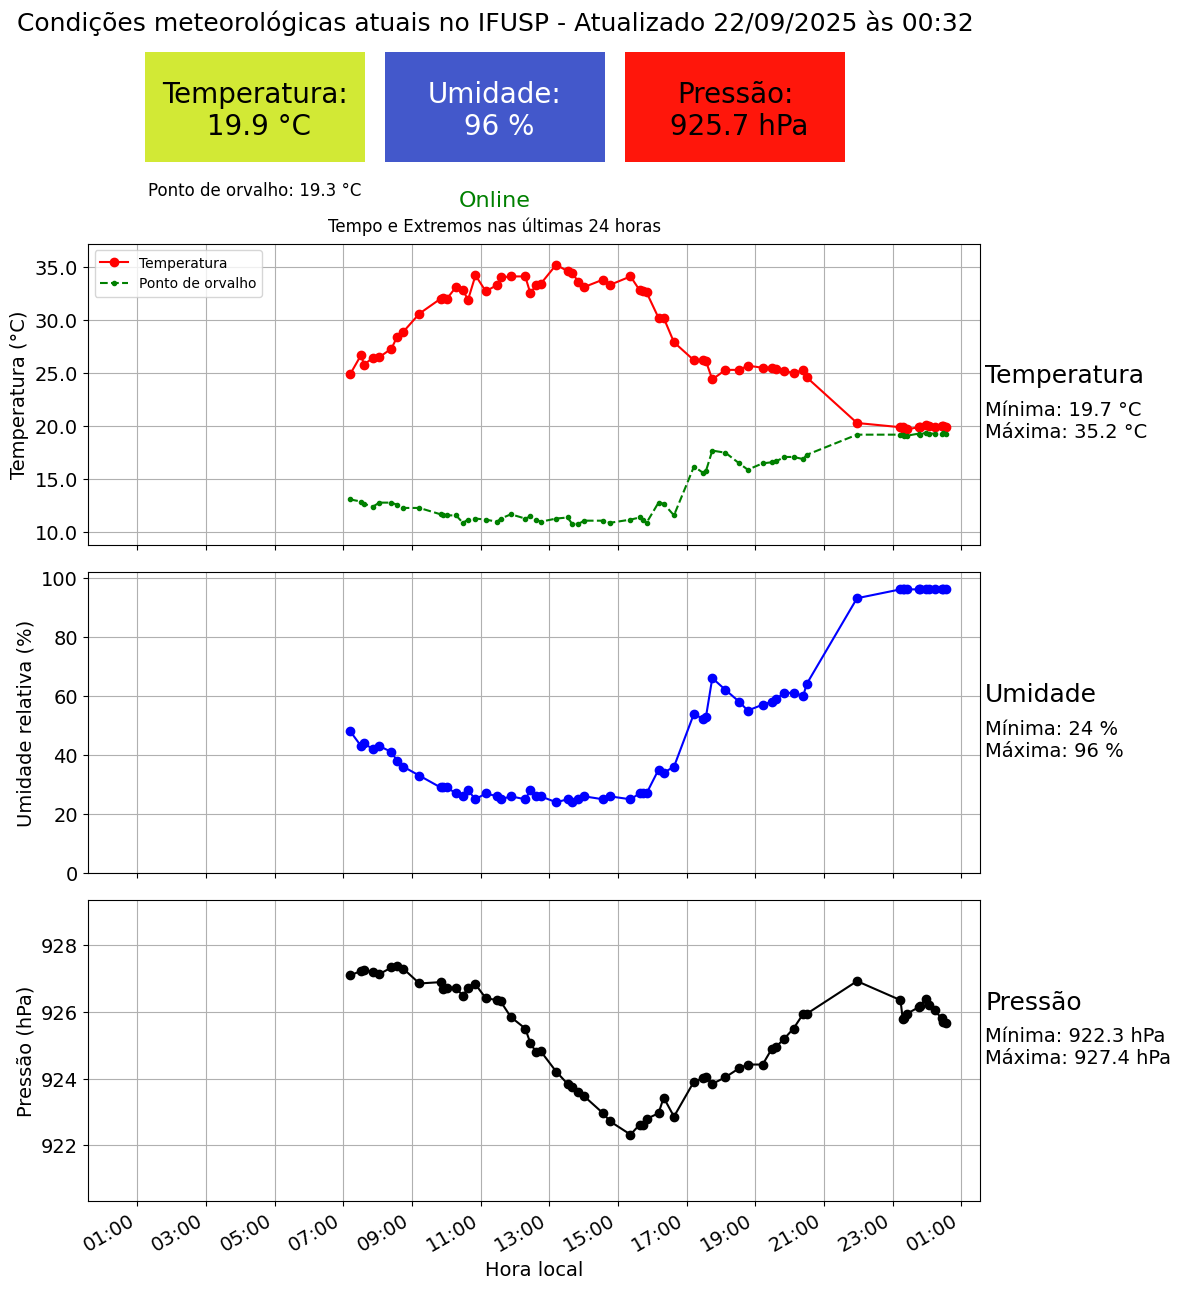 Condições meteorológicas atuais no IFUSP - Atualizado 22/09/2025 às 00:32
Temperatura:
19.9 °C
Umidade:
96 %
Pressão:
925.7 hPa
Ponto de orvalho: 19.3 °C
Online
Tempo e Extremos nas últimas 24 horas
Temperatura
Ponto de orvalho
Temperatura (°C)
35.0
30.0
25.0
20.0
15.0
10.0
Temperatura
Mínima: 19.7 °C
Máxima: 35.2 °C
Umidade relativa (%)
100
80
60
40
20
0
Umidade
Mínima: 24 %
Máxima: 96 %
Pressão (hPa)
928
926
924
922
Pressão
Mínima: 922.3 hPa
Máxima: 927.4 hPa
01:00 03:00 05:00 07:00 09:00 11:00 13:00 15:00 17:00 19:00 21:00 23:00 01:00
Hora local